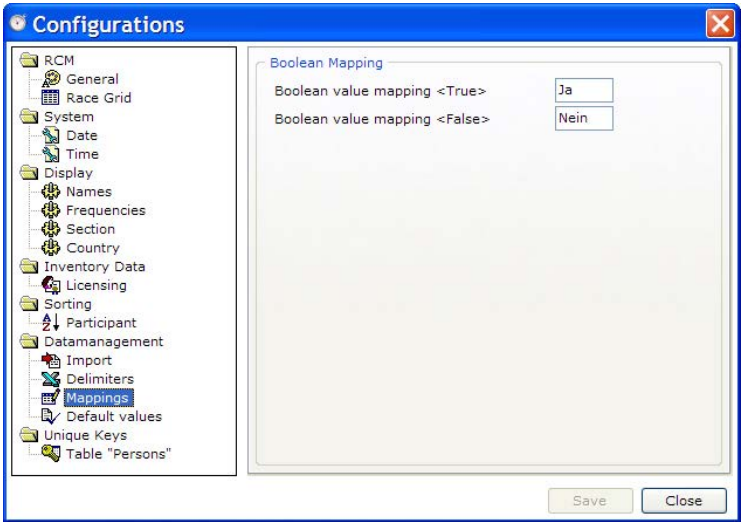 Configurations
RCM
General
Race Grid
System
Date
Time
Display
Names
Frequencies
Section
Country
Inventory Data
Licensing
Sorting
Participant
Datamanagement
Import
Delimiters
Mappings
Default values
Unique Keys
Table "Persons"
Boolean Mapping
Boolean value mapping <True> Ja
Boolean value mapping <False> Nein
Save Close